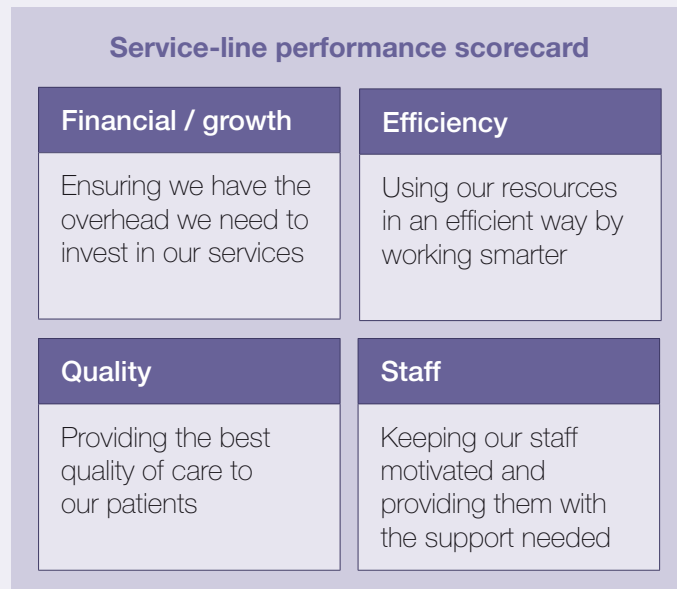 Service-line performance scorecard
Financial / growth
Ensuring we have the
overhead we need to
invest in our services
Efficiency
Using our resources
in an efficient way by
working smarter
Quality
Providing the best
quality of care to
our patients
Staff
Keeping our staff
motivated and
providing them with
the support needed